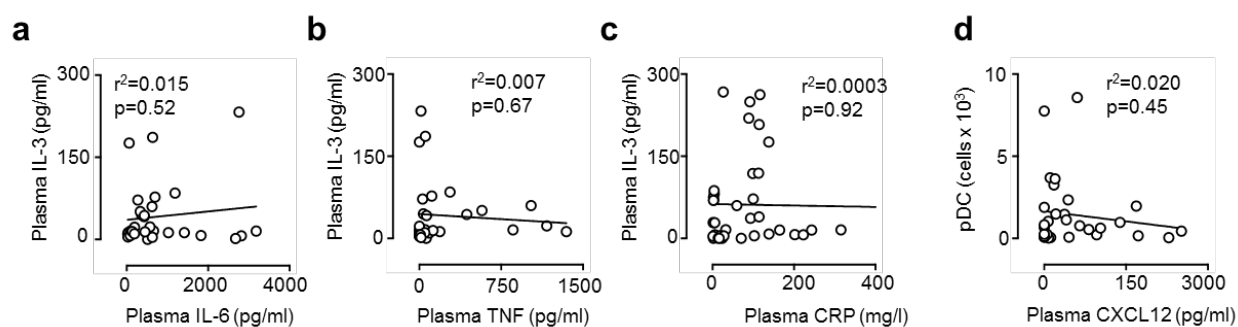 a
r²=0.015
p=0.52
Plasma IL-3 (pg/ml)
300
150
0
0 2000 4000
Plasma IL-6 (pg/ml)
b
r²=0.007
p=0.67
Plasma IL-3 (pg/ml)
300
150
0
0 750 1500
Plasma TNF (pg/ml)
c
r²=0.0003
p=0.92
Plasma IL-3 (pg/ml)
300
150
0
0 200 400
Plasma CRP (mg/l)
d
r²=0.020
p=0.45
pDC (cells x 10³)
10
5
0
0 150 300
Plasma CXCL12 (pg/ml)